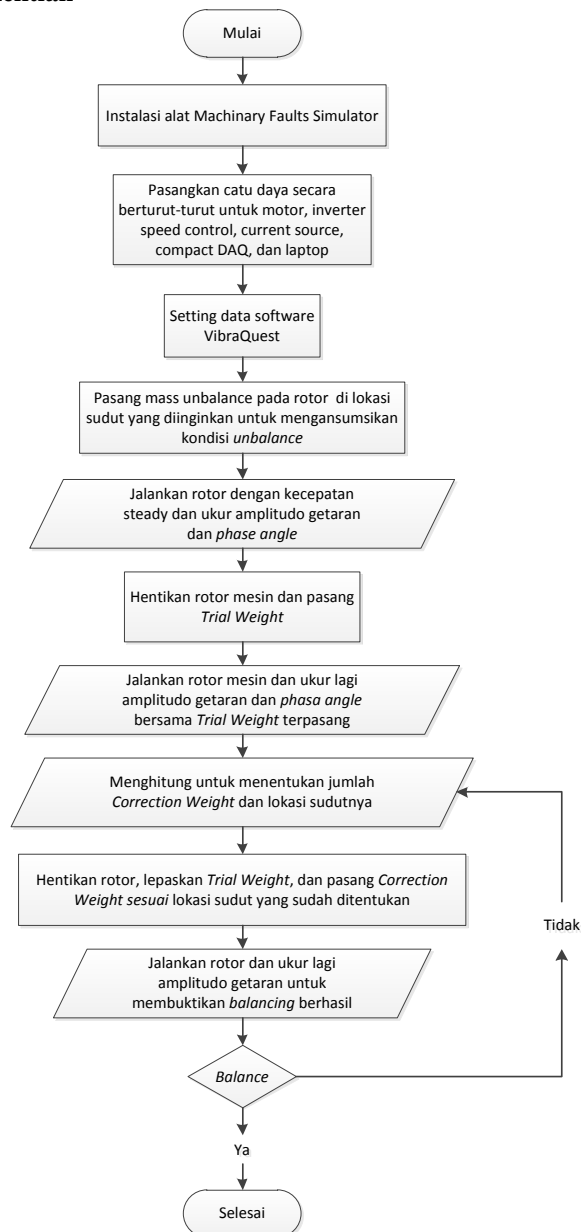 Mulai
Instalasi alat Machinary Faults Simulator
Pasangkan catu daya secara
berturut-turut untuk motor, inverter
speed control, current source,
compact DAQ, dan laptop
Setting data software
VibraQuest
Pasang mass unbalance pada rotor di lokasi
sudut yang diinginkan untuk mengansumsikan
kondisi unbalance
Jalankan rotor dengan kecepatan
steady dan ukur amplitudo getaran
dan phase angle
Hentikan rotor mesin dan pasang
Trial Weight
Jalankan rotor mesin dan ukur lagi
amplitudo getaran dan phasa angle
bersama Trial Weight terpasang
Menghitung untuk menentukan jumlah
Correction Weight dan lokasi sudutnya
Hentikan rotor, lepaskan Trial Weight, dan pasang Correction
Weight sesuai lokasi sudut yang sudah ditentukan
Tidak
Jalankan rotor dan ukur lagi
amplitudo getaran untuk
membuktikan balancing berhasil
Balance
Ya
Selesai